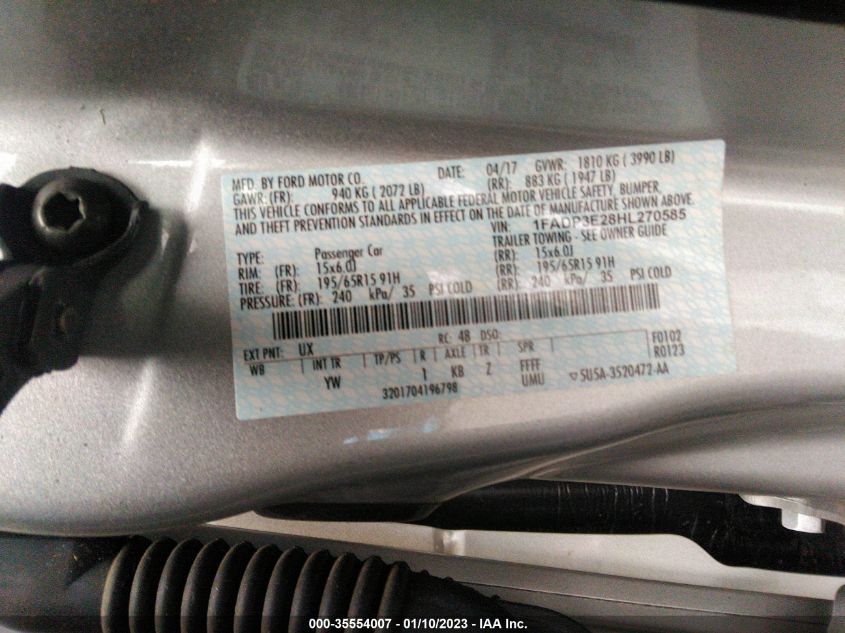 MFD. BY FORD MOTOR CO. DATE: 04/17 GVWR: 1810 KG ( 3990 LB)
GAWR: (FR): 940 KG ( 2072 LB) (RR): 883 KG ( 1947 LB)
THIS VEHICLE CONFORMS TO ALL APPLICABLE FEDERAL MOTOR VEHICLE SAFETY, BUMPER,
AND THEFT PREVENTION STANDARDS IN EFFECT ON THE DATE OF MANUFACTURE SHOWN ABOVE.
VIN: 1FADP3E28HL270585
TYPE: Passenger Car TRAILER TOWING - SEE OWNER GUIDE
RIM: (FR): 15x6.0J (RR): 15x6.0J
TIRE: (FR): 195/65R15 91H (RR): 195/65R15 91H
PRESSURE: (FR): 240 kPa/ 35 PSI COLD (RR): 240 kPa/ 35 PSI COLD
EXT PNT: UX RC: 48 DSO: F0102
WB INT TR TP/PS R AXLE TR SPR R0123
YW 1 KB Z FFFF
3201704196798 UMU ▽5U5A-3520472-AA
000-35554007 / 01/10/2023 - IAA Inc.